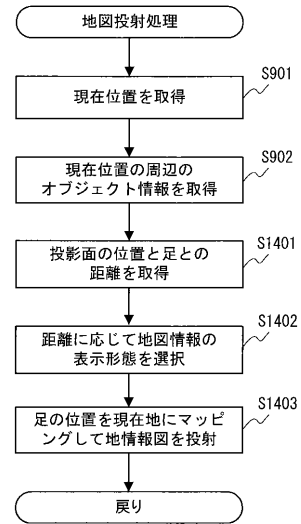 地図投射処理
S901
現在位置を取得
S902
現在位置の周辺の
オブジェクト情報を取得
S1401
投影面の位置と足との
距離を取得
S1402
距離に応じて地図情報の
表示形態を選択
S1403
足の位置を現在地にマッピ
ングして地情報図を投射
戻り